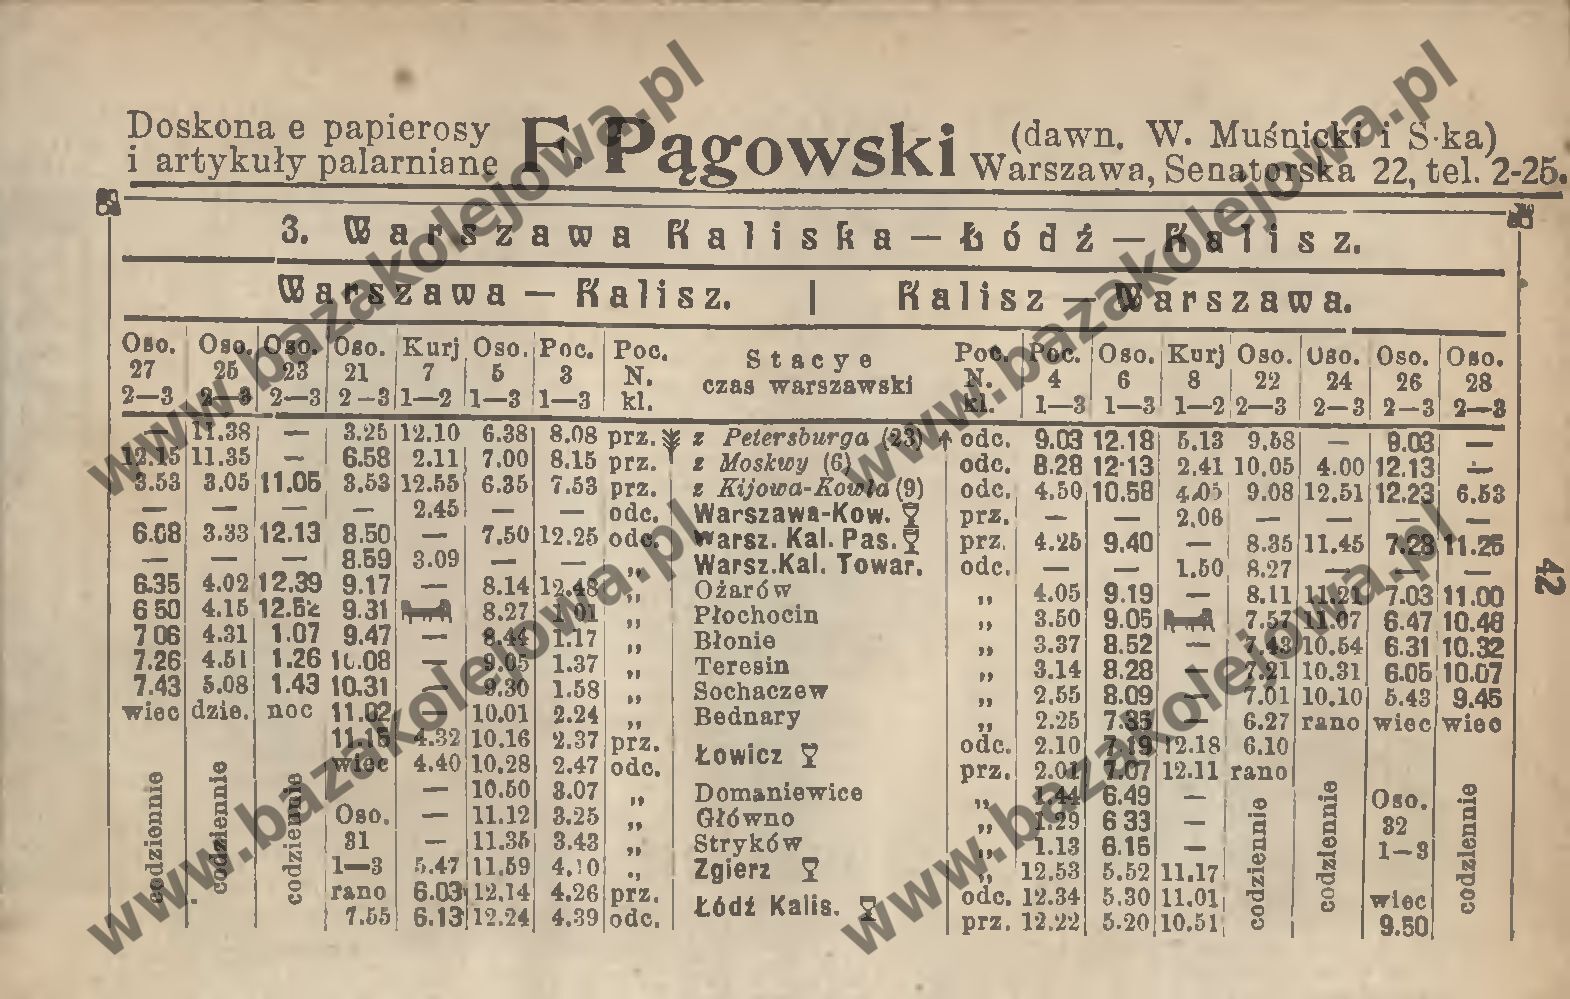 Doskona e papierosy
i artykuły palarniane
F. Pągowski
(dawn. W. Muśnicki i S-ka)
Warszawa, Senatorska 22, tel. 2-25.
3. Warszawa Kaliska — Łódź — Kalisz.
Warszawa — Kalisz. | Kalisz — Warszawa.
Oso. Oso. Oso. Oso. Kurj Oso. Poc. Poc. Stacye Poc. Poc. Oso. Kurj Oso. Oso. Oso. Oso.
27 25 23 21 7 5 3 N. czas warszawski N. 4 6 8 22 24 26 28
2—3 2—3 2—3 2—3 1—2 1—3 1—3 kl. kl. 1—3 1—3 1—2 2—3 2—3 2—3 2—3
— 11.38 — 3.25 12.10 6.38 8.08 prz. z Petersburga (23) odc. 9.03 12.18 5.13 9.58 — 9.03 —
12.15 11.35 — 6.58 2.11 7.00 8.15 prz. z Moskwy (6) odc. 8.28 12.13 2.41 10.05 4.00 12.13 —
3.53 3.05 11.05 3.53 12.55 6.35 7.53 prz. z Kijowa-Kowla (9) odc. 4.50 10.58 4.05 9.08 12.51 12.23 6.53
— — — — 2.45 — — odc. Warszawa-Kow. prz. — — 2.06 — — — —
6.08 3.33 12.13 8.50 — 7.50 12.25 odc. Warsz. Kal. Pas. prz. 4.25 9.40 — 8.35 11.45 7.28 11.25
— — — 8.59 3.09 — — „ Warsz.Kal. Towar. odc. — — 1.50 8.27 — — —
6.35 4.02 12.39 9.17 — 8.14 12.48 „ Ożarów „ 4.05 9.19 — 8.11 11.21 7.03 11.00
6 50 4.15 9.31 8.27 1.01 „ Płochocin „ 3.50 9.05 7.57 11.07 6.47 10.48
7 06 4.31 1.07 9.47 — 8.44 1.17 „ Błonie „ 3.37 8.52 — 7.43 10.54 6.31 10.32
7.26 4.51 1.26 10.08 — 9.05 1.37 „ Teresin „ 3.14 8.28 — 7.21 10.31 6.05 10.07
7.43 5.08 1.43 10.31 — 9.30 1.58 „ Sochaczew „ 2.55 8.09 — 7.01 10.10 5.43 9.45
wiec dzie. noc 11.02 — 10.01 2.24 „ Bednary „ 2.25 7.35 — 6.27 rano wiec wiec
11.15 4.32 10.16 2.37 prz. Łowicz odc. 2.10 7.19 12.18 6.10
wiec 4.40 10.28 2.47 odc. prz. 2.01 7.07 12.11 rano
— 10.50 3.07 „ Domaniewice „ 1.44 6.49 — Oso.
Oso. — 11.12 3.25 „ Główno „ 1.29 6 33 — 32
31 — 11.35 3.43 „ Stryków „ 1.13 6.15 — 1—3
1—3 5.47 11.59 4.10 „ Zgierz „ 12.53 5.52 11.17
rano 6.03 12.14 4.26 prz. Łódź Kalis. odc. 12.34 5.30 11.01 wiec
7.55 6.13 12.24 4.39 odc. prz. 12.22 5.20 10.51 9.50
codziennie
codziennie
codziennie
codziennie
codziennie
codziennie
42
www.bazakolejowa.pl
www.bazakolejowa.pl
www.bazakolejowa.pl
www.bazakolejowa.pl